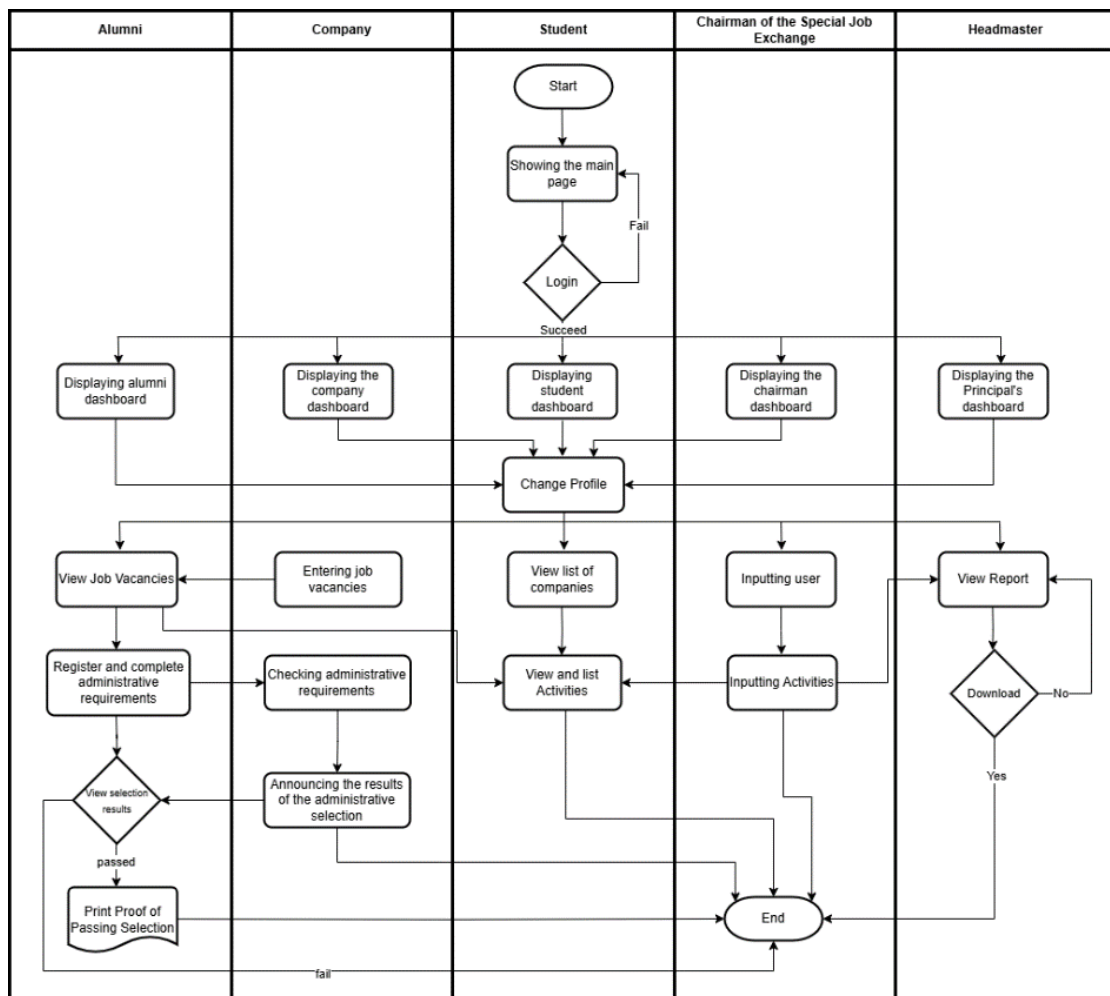 Alumni
Company
Student
Chairman of the Special Job
Exchange
Headmaster
Start
Showing the main
page
Fail
Login
Succeed
Displaying alumni
dashboard
Displaying the
company
dashboard
Displaying
student
dashboard
Displaying the
chairman
dashboard
Displaying the
Principal's
dashboard
Change Profile
View Job Vacancies
Entering job
vacancies
View list of
companies
Inputting user
View Report
Register and complete
administrative
requirements
Checking administrative
requirements
View and list
Activities
Inputting Activities
Download
No
View selection
results
Announcing the results
of the administrative
selection
Yes
passed
Print Proof of
Passing Selection
End
fail